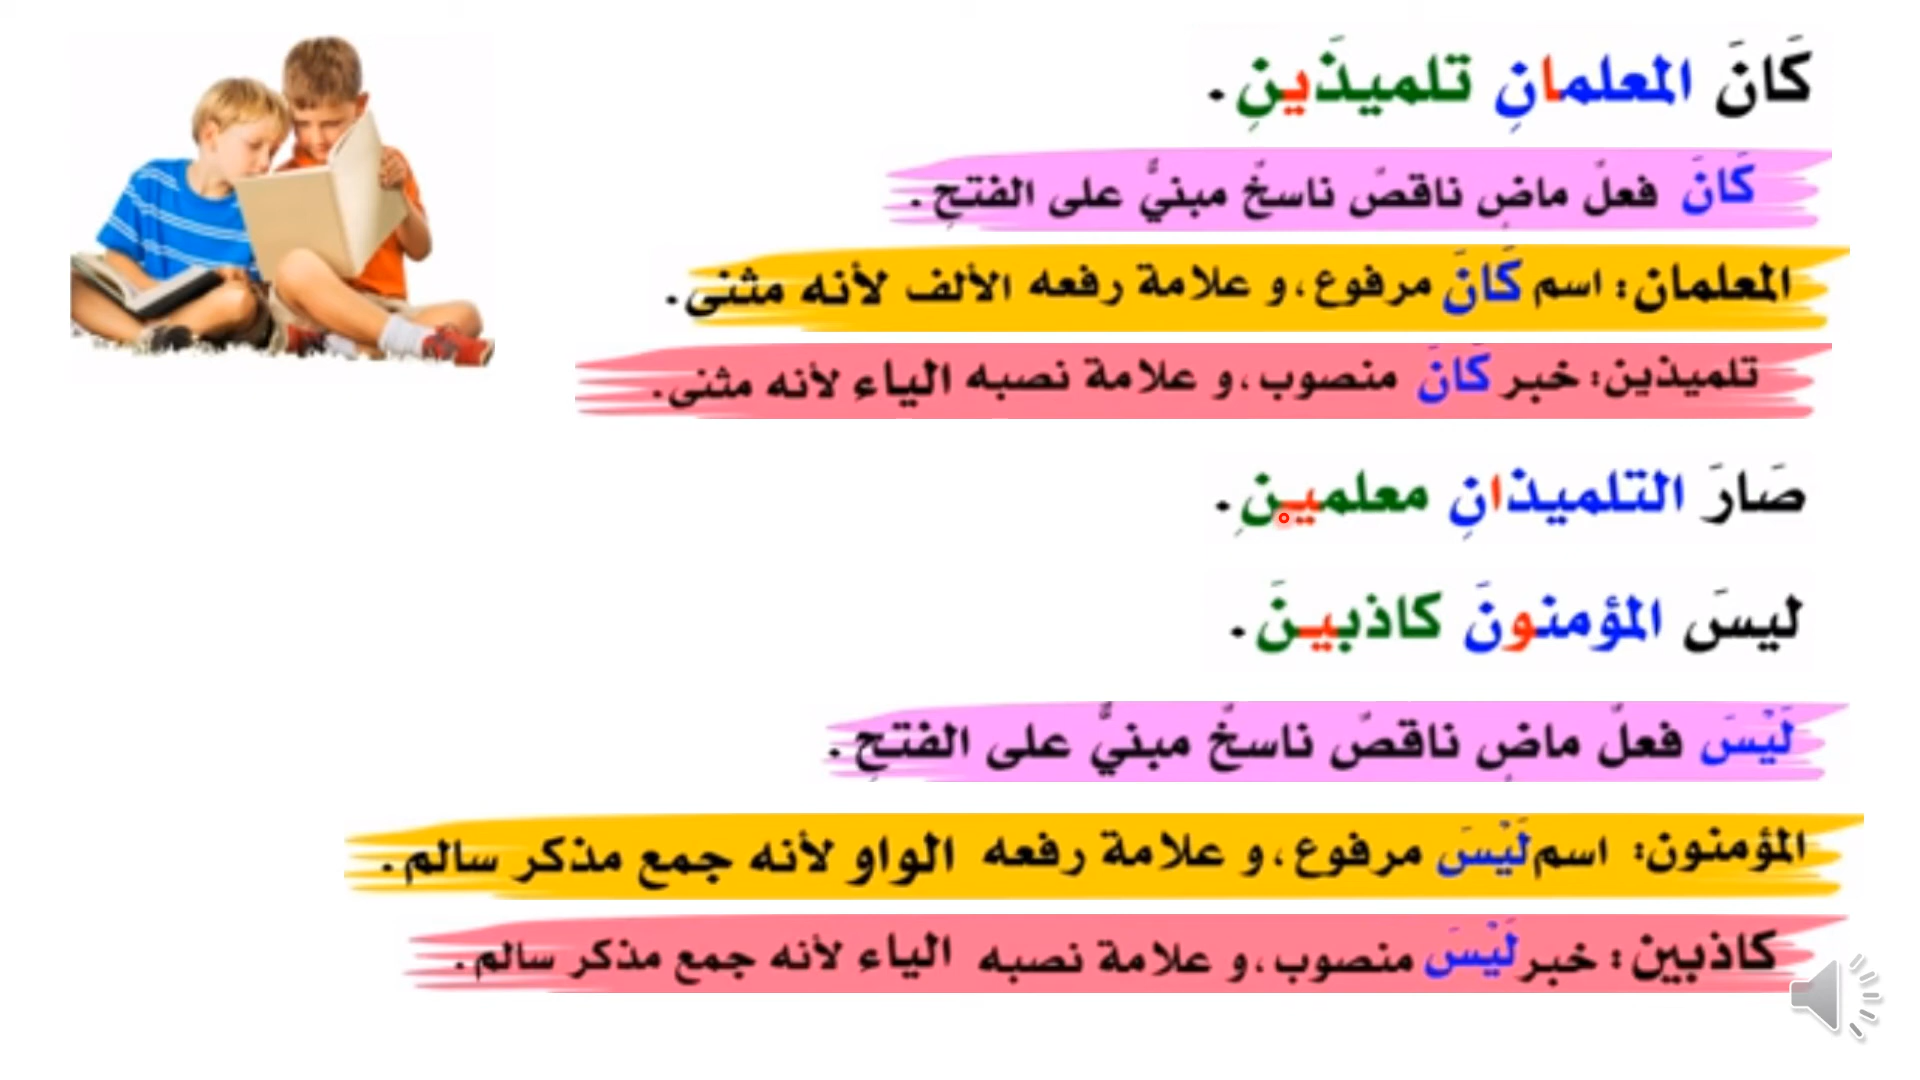 كَانَ المعلمانِ تلميذَينِ .
كَانَ فعلٌ ماضٍ ناقصٌ ناسخٌ مبنيٌّ على الفتحِ .
المعلمان : اسم كَانَ مرفوع ، و علامة رفعه الألف لأنه مثنى .
تلميذين : خبر كَانَ منصوب ، و علامة نصبه الياء لأنه مثنى .
صَارَ التلميذانِ معلمينِ .
ليسَ المؤمنونَ كاذبينَ .
لَيْسَ فعلٌ ماضٍ ناقصٌ ناسخٌ مبنيٌّ على الفتحِ .
المؤمنون : اسم لَيْسَ مرفوع ، و علامة رفعه الواو لأنه جمع مذكر سالم .
كاذبين : خبر لَيْسَ منصوب ، و علامة نصبه الياء لأنه جمع مذكر سالم .